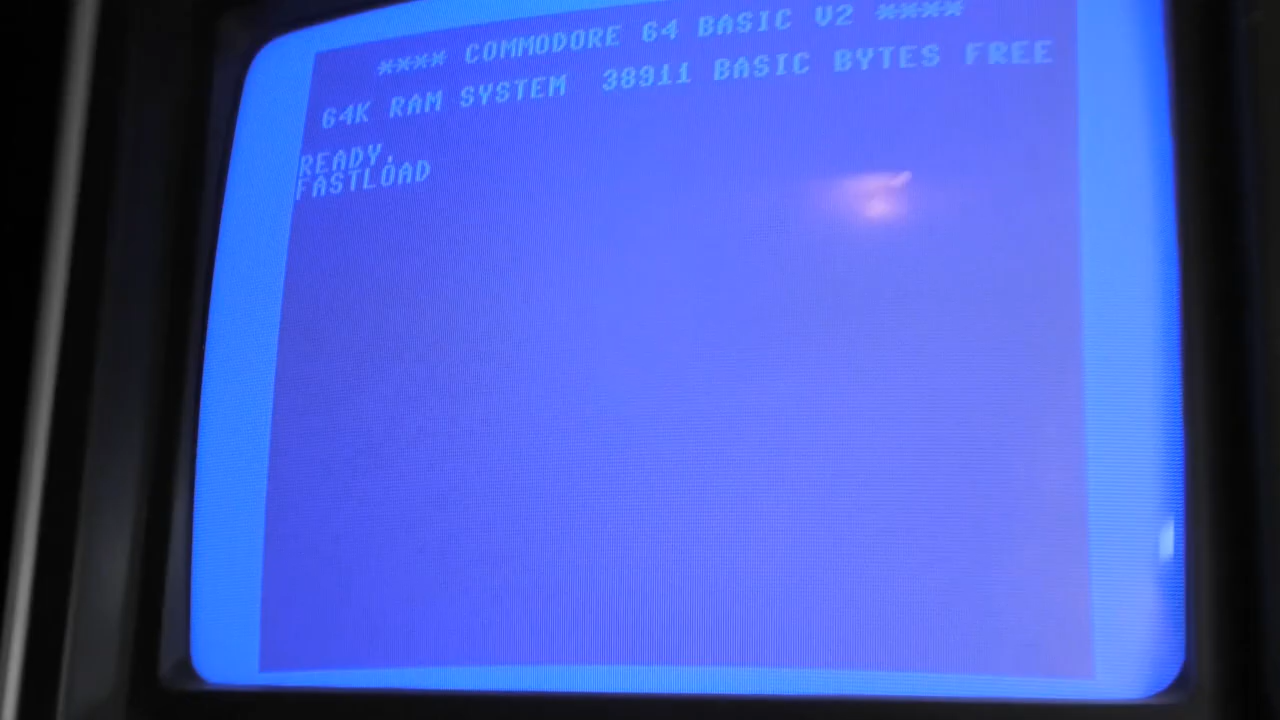 **** COMMODORE 64 BASIC V2 ****
64K RAM SYSTEM  38911 BASIC BYTES FREE
READY.
FASTLOAD